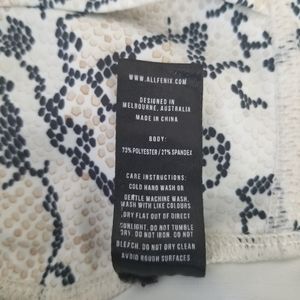 WWW.ALLFENIX.COM
DESIGNED IN
MELBOURNE, AUSTRALIA
MADE IN CHINA
BODY:
73% POLYESTER / 27% SPANDEX
CARE INSTRUCTIONS:
COLD HAND WASH OR
GENTLE MACHINE WASH.
WASH WITH LIKE COLOURS.
DRY FLAT OUT OF DIRECT
SUNLIGHT. DO NOT TUMBLE
DRY. DO NOT IRON. DO NOT
BLEACH. DO NOT DRY CLEAN
AVOID ROUGH SURFACES